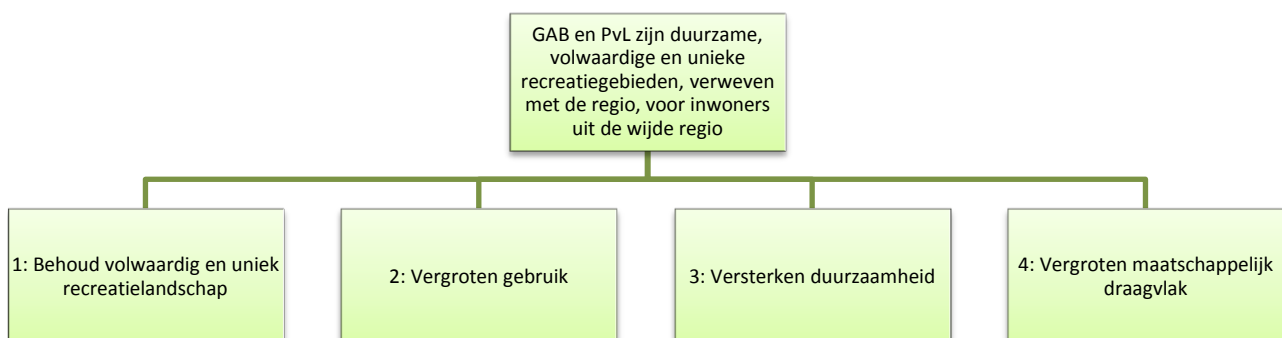 GAB en PvL zijn duurzame,
volwaardige en unieke
recreatiegebieden, verweven
met de regio, voor inwoners
uit de wijde regio
1: Behoud volwaardig en uniek
recreatielandschap
2: Vergroten gebruik
3: Versterken duurzaamheid
4: Vergroten maatschappelijk
draagvlak